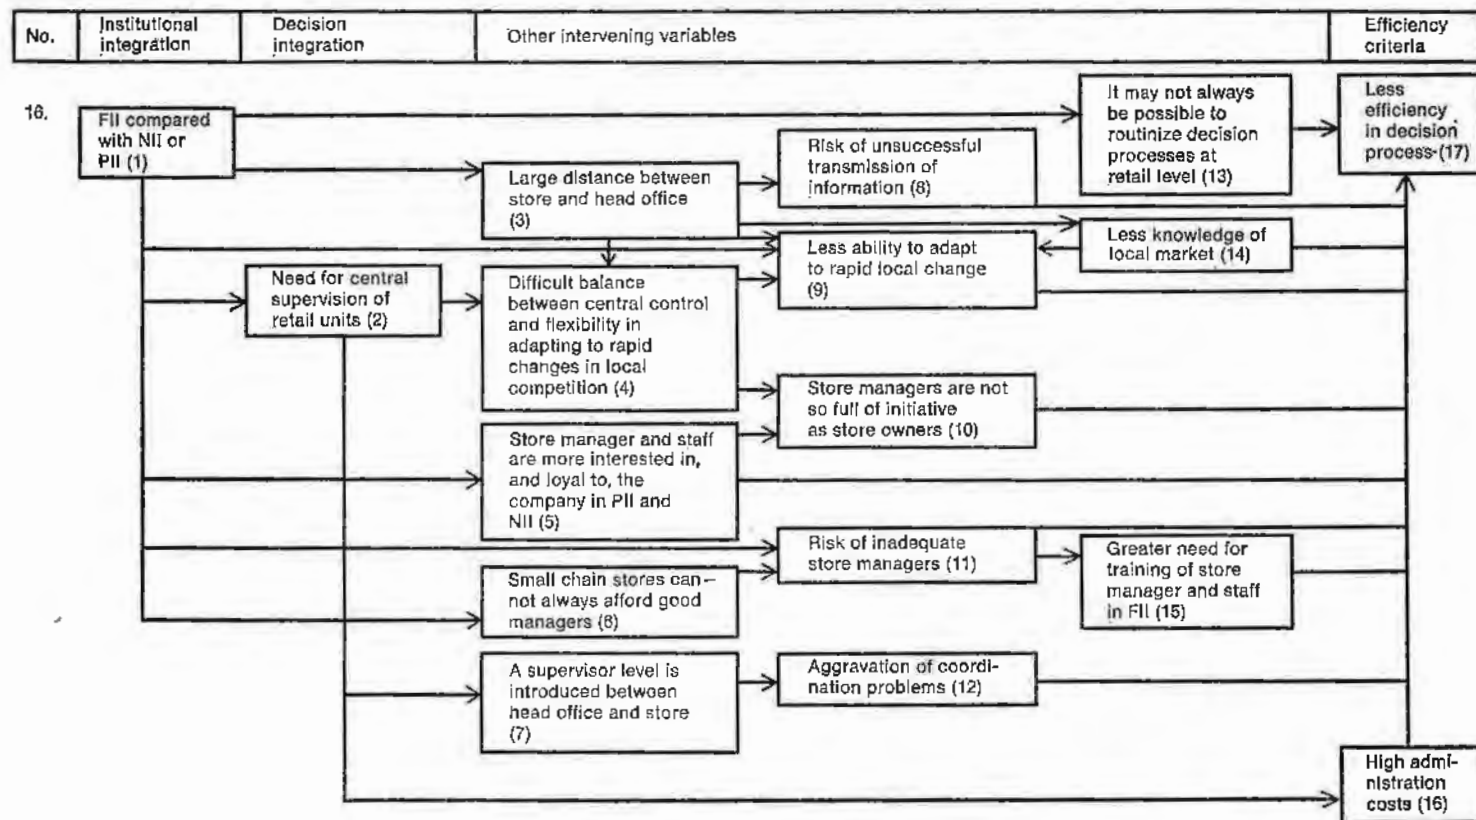 No.
Institutional
integration
Decision
integration
Other intervening variables
Efficiency
criteria
16.
FII compared
with NII or
PII (1)
It may not always
be possible to
routinize decision
processes at
retail level (13)
Less
efficiency
in decision
process (17)
Risk of unsuccessful
transmission of
information (8)
Large distance between
store and head office
(3)
Less knowledge of
local market (14)
Less ability to adapt
to rapid local change
(9)
Need for central
supervision of
retail units (2)
Difficult balance
between central control
and flexibility in
adapting to rapid
changes in local
competition (4)
Store managers are not
so full of initiative
as store owners (10)
Store manager and staff
are more interested in,
and loyal to, the
company in PII and
NII (5)
Risk of inadequate
store managers (11)
Greater need for
training of store
manager and staff
in FII (15)
Small chain stores can-
not always afford good
managers (6)
A supervisor level is
introduced between
head office and store
(7)
Aggravation of coordi-
nation problems (12)
High admi-
nistration
costs (16)